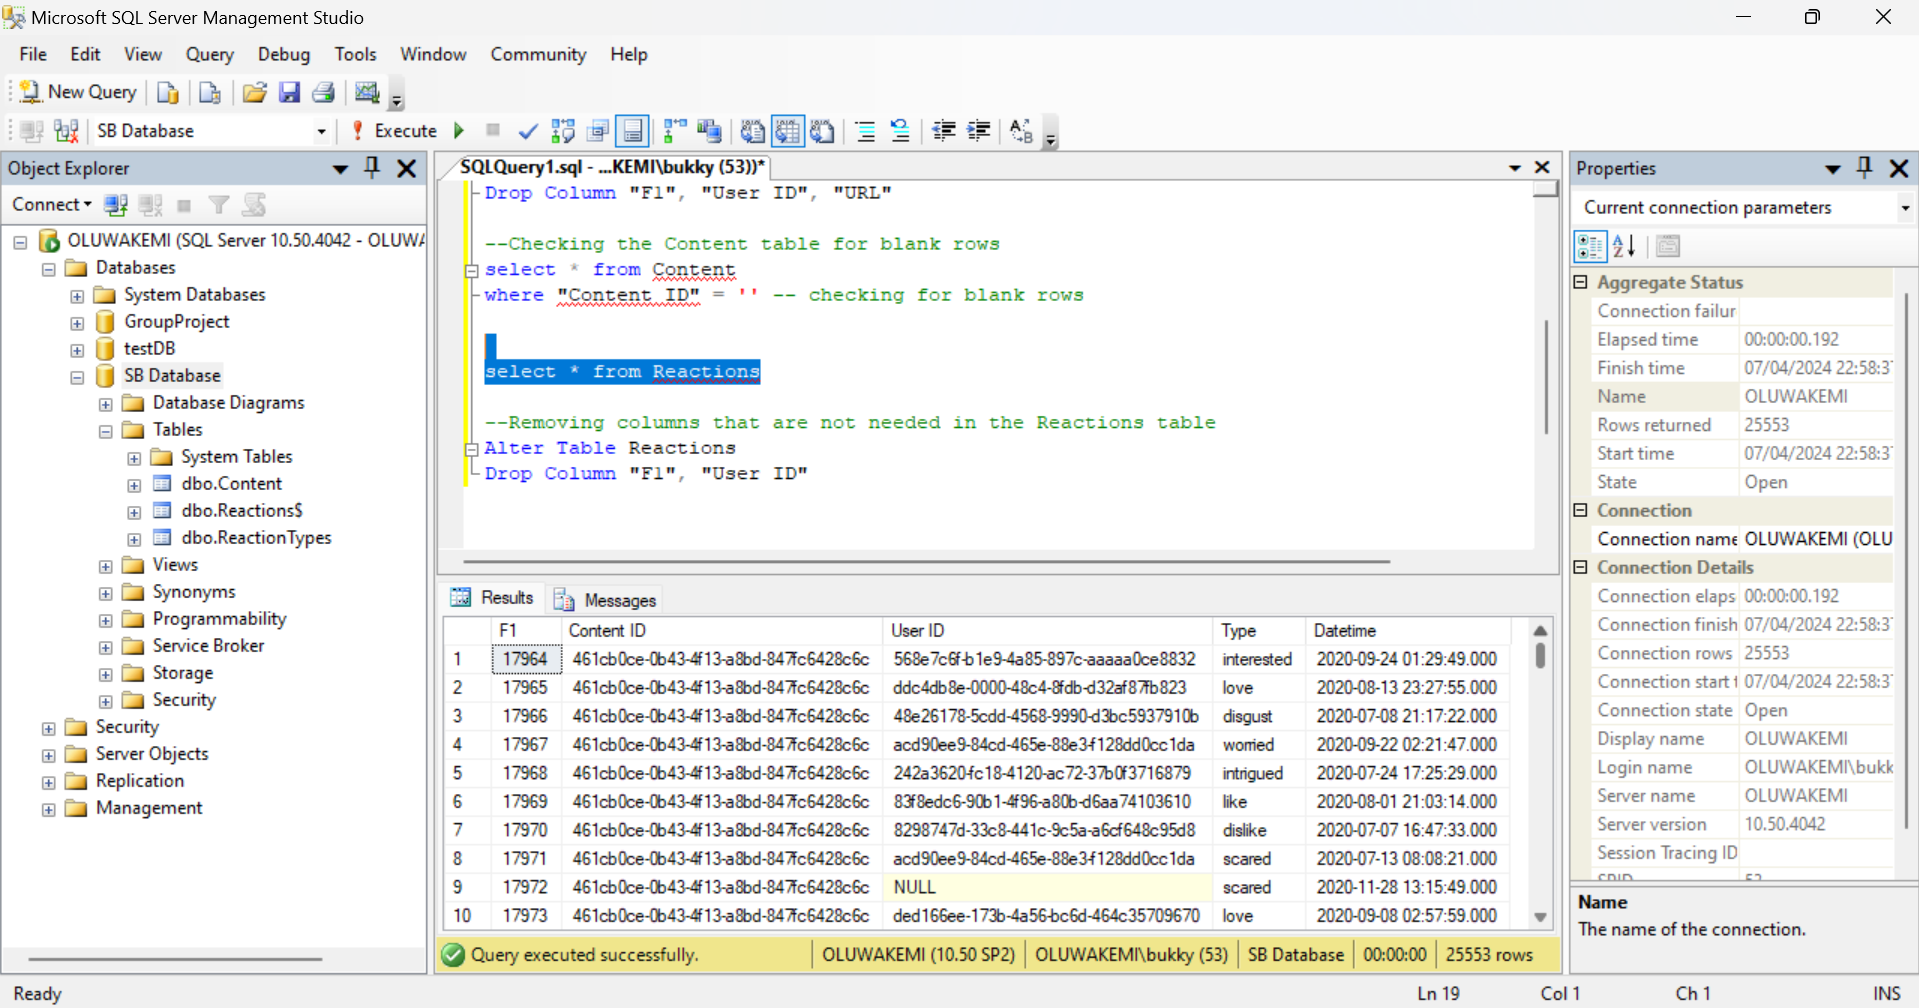 Microsoft SQL Server Management Studio
File Edit View Query Debug Tools Window Community Help
New Query
SB Database Execute
Object Explorer
Connect
OLUWAKEMI (SQL Server 10.50.4042 - OLUWA
Databases
System Databases
GroupProject
testDB
SB Database
Database Diagrams
Tables
System Tables
dbo.Content
dbo.Reactions$
dbo.ReactionTypes
Views
Synonyms
Programmability
Service Broker
Storage
Security
Security
Server Objects
Replication
Management
SQLQuery1.sql - ...KEMI\bukky (53))*
Drop Column "F1", "User ID", "URL"
--Checking the Content table for blank rows
select * from Content
where "Content ID" = '' -- checking for blank rows
select * from Reactions
--Removing columns that are not needed in the Reactions table
Alter Table Reactions
Drop Column "F1", "User ID"
Results Messages
F1 Content ID User ID Type Datetime
1 17964 461cb0ce-0b43-4f13-a8bd-847fc6428c6c 568e7c6f-b1e9-4a85-897c-aaaaa0ce8832 interested 2020-09-24 01:29:49.000
2 17965 461cb0ce-0b43-4f13-a8bd-847fc6428c6c ddc4db8e-0000-48c4-8fdb-d32af87fb823 love 2020-08-13 23:27:55.000
3 17966 461cb0ce-0b43-4f13-a8bd-847fc6428c6c 48e26178-5cdd-4568-9990-d3bc5937910b disgust 2020-07-08 21:17:22.000
4 17967 461cb0ce-0b43-4f13-a8bd-847fc6428c6c acd90ee9-84cd-465e-88e3-f128dd0cc1da worried 2020-09-22 02:21:47.000
5 17968 461cb0ce-0b43-4f13-a8bd-847fc6428c6c 242a3620-fc18-4120-ac72-37b0f3716879 intrigued 2020-07-24 17:25:29.000
6 17969 461cb0ce-0b43-4f13-a8bd-847fc6428c6c 83f8edc6-90b1-4f96-a80b-d6aa74103610 like 2020-08-01 21:03:14.000
7 17970 461cb0ce-0b43-4f13-a8bd-847fc6428c6c 8298747d-33c8-441c-9c5a-a6cf648c95d8 dislike 2020-07-07 16:47:33.000
8 17971 461cb0ce-0b43-4f13-a8bd-847fc6428c6c acd90ee9-84cd-465e-88e3-f128dd0cc1da scared 2020-07-13 08:08:21.000
9 17972 461cb0ce-0b43-4f13-a8bd-847fc6428c6c NULL scared 2020-11-28 13:15:49.000
10 17973 461cb0ce-0b43-4f13-a8bd-847fc6428c6c ded166ee-173b-4a56-bc6d-464c35709670 love 2020-09-08 02:57:59.000
Query executed successfully. OLUWAKEMI (10.50 SP2) OLUWAKEMI\bukky (53) SB Database 00:00:00 25553 rows
Properties
Current connection parameters
Aggregate Status
Connection failur
Elapsed time 00:00:00.192
Finish time 07/04/2024 22:58:3
Name OLUWAKEMI
Rows returned 25553
Start time 07/04/2024 22:58:3
State Open
Connection
Connection name OLUWAKEMI (OLU
Connection Details
Connection elaps 00:00:00.192
Connection finish 07/04/2024 22:58:3
Connection rows 25553
Connection start t 07/04/2024 22:58:3
Connection state Open
Display name OLUWAKEMI
Login name OLUWAKEMI\bukk
Server name OLUWAKEMI
Server version 10.50.4042
Session Tracing ID
SPID 53
Name
The name of the connection.
Ready Ln 19 Col 1 Ch 1 INS